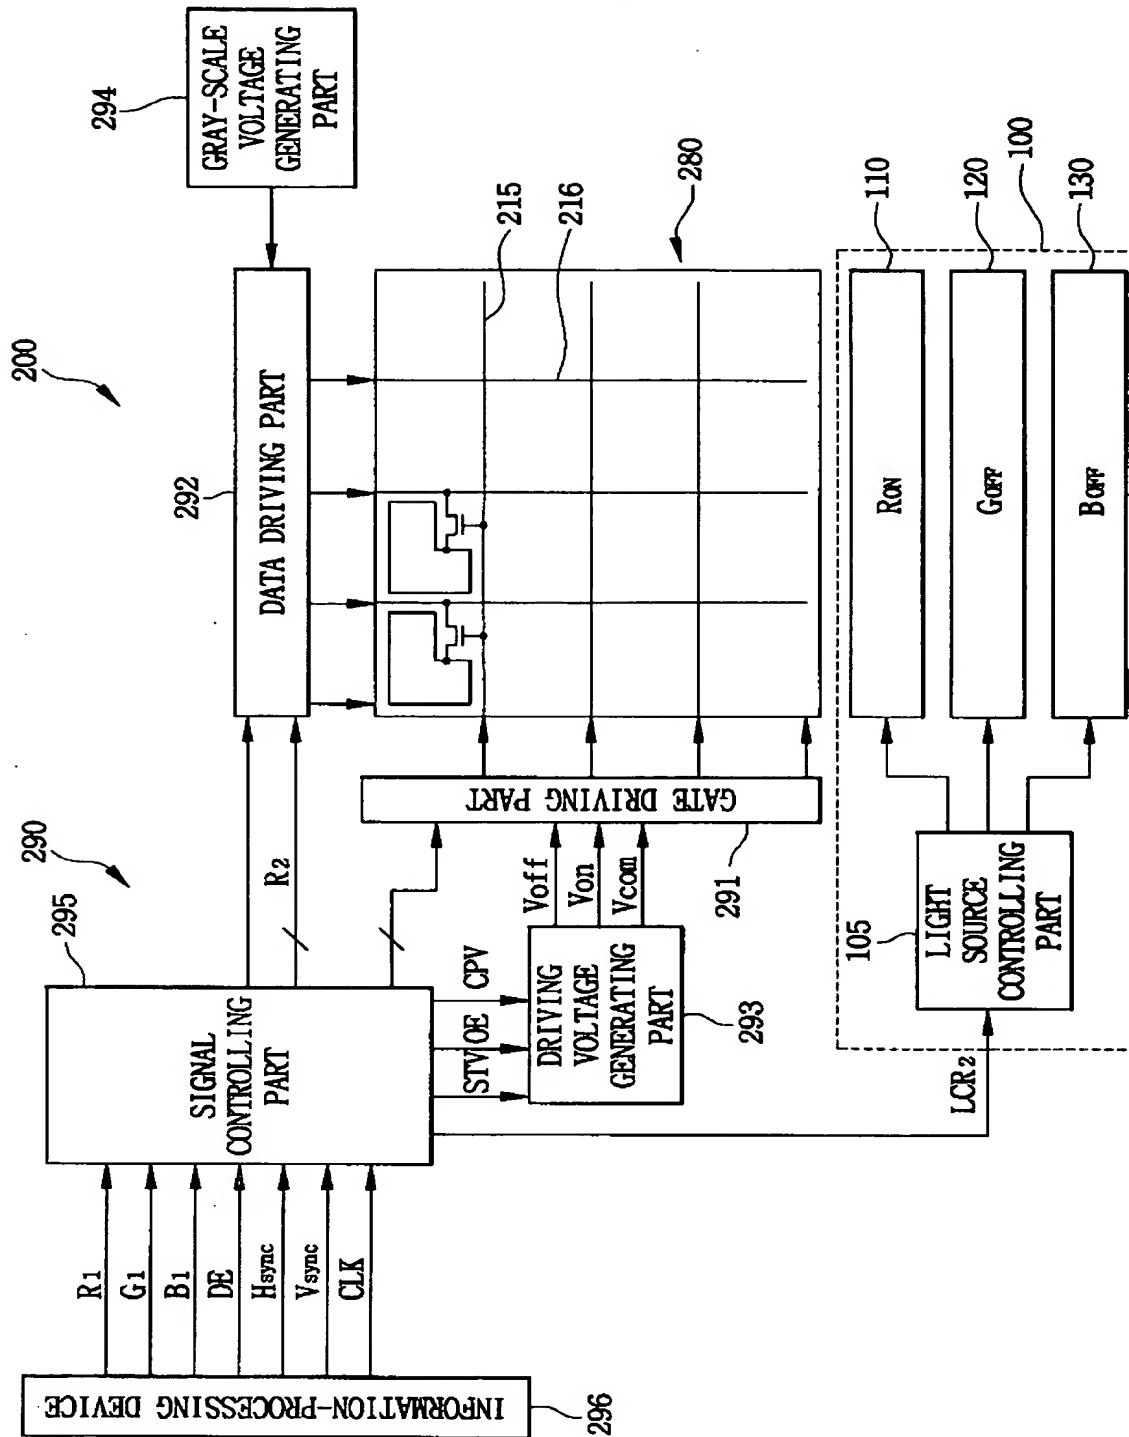 200
290
295
SIGNAL
CONTROLLING
PART
R1
G1
B1
DE
Hsync
Vsync
CLK
INFORMATION-PROCESSING DEVICE
296
R2
292
DATA DRIVING PART
294
GRAY-SCALE
VOLTAGE
GENERATING
PART
STV
OE
CPV
DRIVING
VOLTAGE
GENERATING
PART
293
Voff
Von
Vcom
GATE DRIVING PART
291
215
216
280
LCR2
105
LIGHT
SOURCE
CONTROLLING
PART
RON
GOFF
BOFF
110
120
100
130